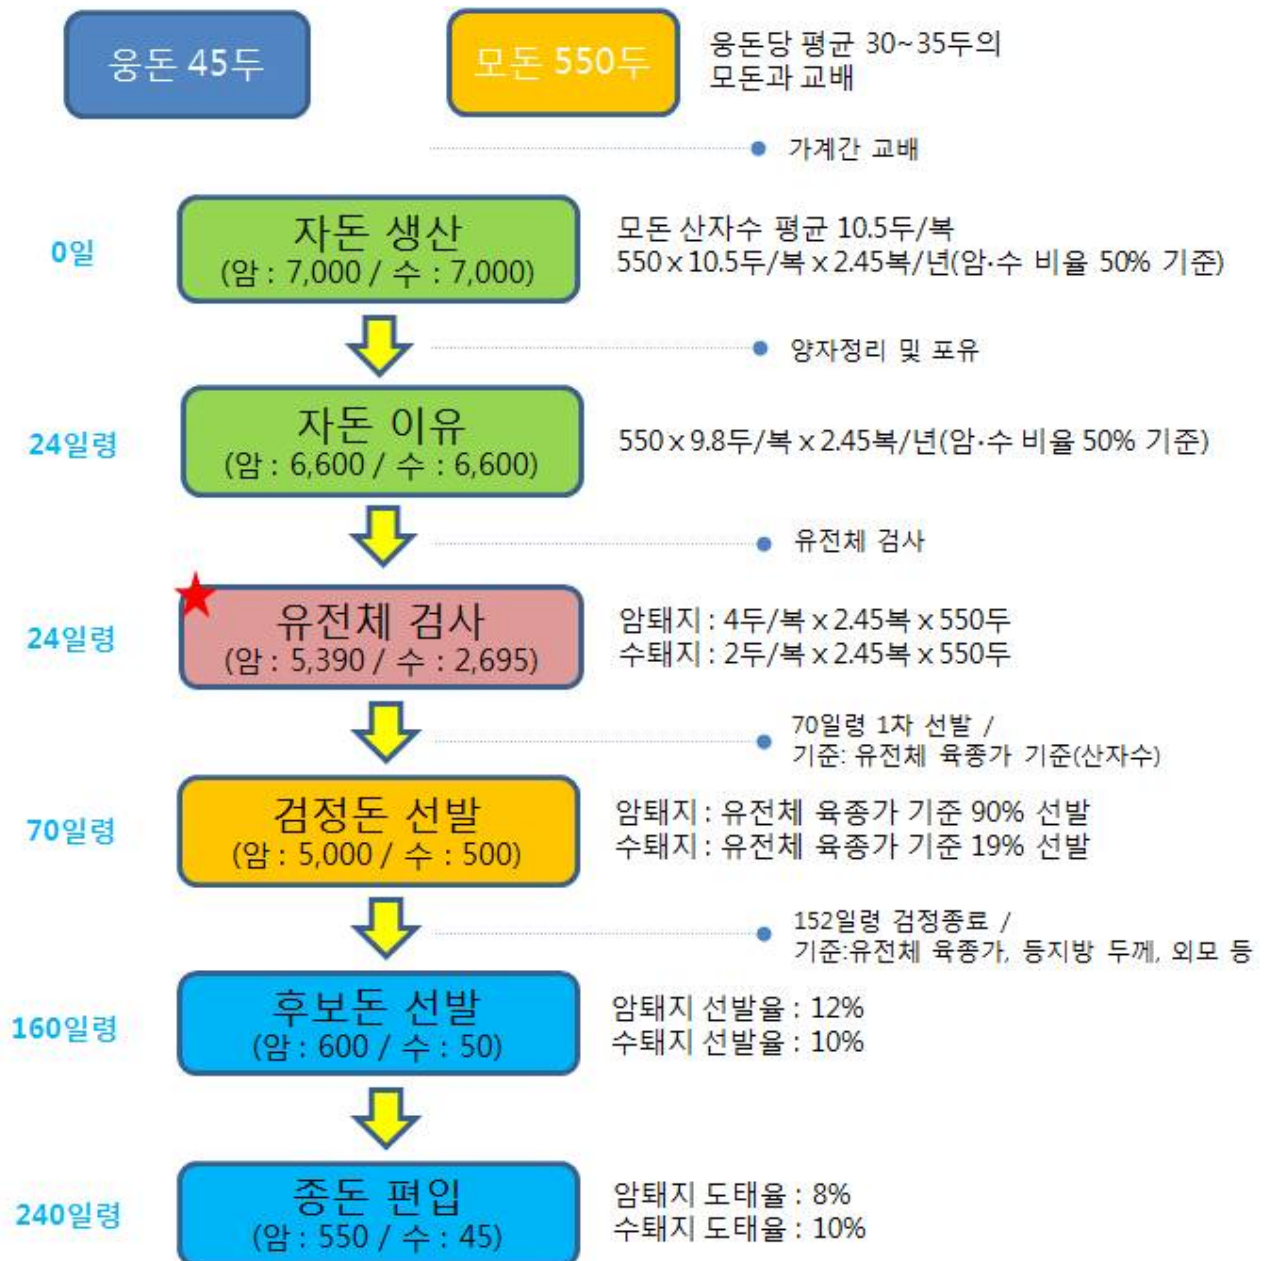 웅돈 45두
모돈 550두
웅돈당 평균 30~35두의
모돈과 교배
가계간 교배
0일
자돈 생산
(암 : 7,000 / 수 : 7,000)
모돈 산자수 평균 10.5두/복
550 x 10.5두/복 x 2.45복/년(암·수 비율 50% 기준)
양자정리 및 포유
24일령
자돈 이유
(암 : 6,600 / 수 : 6,600)
550 x 9.8두/복 x 2.45복/년(암·수 비율 50% 기준)
유전체 검사
24일령
유전체 검사
(암 : 5,390 / 수 : 2,695)
암퇘지 : 4두/복 x 2.45복 x 550두
수퇘지 : 2두/복 x 2.45복 x 550두
70일령 1차 선발 /
기준: 유전체 육종가 기준(산자수)
70일령
검정돈 선발
(암 : 5,000 / 수 : 500)
암퇘지 : 유전체 육종가 기준 90% 선발
수퇘지 : 유전체 육종가 기준 19% 선발
152일령 검정종료 /
기준:유전체 육종가, 등지방 두께, 외모 등
160일령
후보돈 선발
(암 : 600 / 수 : 50)
암퇘지 선발율 : 12%
수퇘지 선발율 : 10%
240일령
종돈 편입
(암 : 550 / 수 : 45)
암퇘지 도태율 : 8%
수퇘지 도태율 : 10%